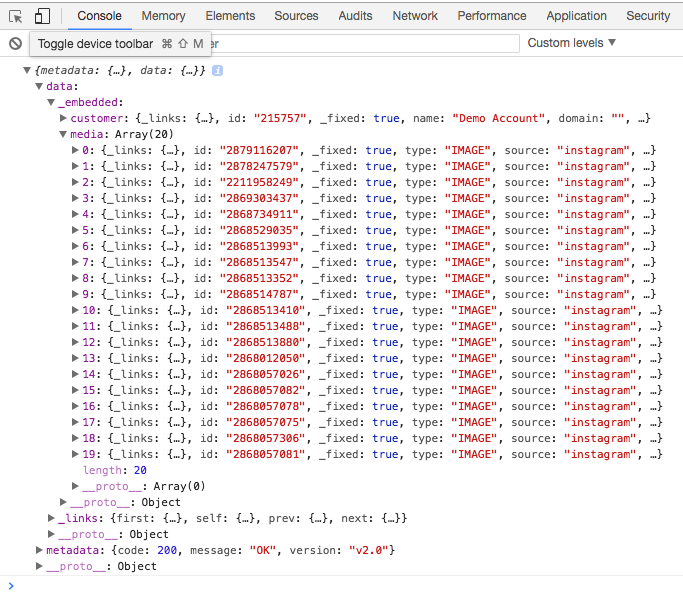 Console Memory Elements Sources Audits Network Performance Application Security
Toggle device toolbar ⌘ ⇧ M er Custom levels ▼
▼{metadata: {…}, data: {…}} i
▼data:
▼_embedded:
▶customer: {_links: {…}, id: "215757", _fixed: true, name: "Demo Account", domain: "", …}
▼media: Array(20)
▶0: {_links: {…}, id: "2879116207", _fixed: true, type: "IMAGE", source: "instagram", …}
▶1: {_links: {…}, id: "2878247579", _fixed: true, type: "IMAGE", source: "instagram", …}
▶2: {_links: {…}, id: "2211958249", _fixed: true, type: "IMAGE", source: "instagram", …}
▶3: {_links: {…}, id: "2869303437", _fixed: true, type: "IMAGE", source: "instagram", …}
▶4: {_links: {…}, id: "2868734911", _fixed: true, type: "IMAGE", source: "instagram", …}
▶5: {_links: {…}, id: "2868529035", _fixed: true, type: "IMAGE", source: "instagram", …}
▶6: {_links: {…}, id: "2868513993", _fixed: true, type: "IMAGE", source: "instagram", …}
▶7: {_links: {…}, id: "2868513547", _fixed: true, type: "IMAGE", source: "instagram", …}
▶8: {_links: {…}, id: "2868513352", _fixed: true, type: "IMAGE", source: "instagram", …}
▶9: {_links: {…}, id: "2868514787", _fixed: true, type: "IMAGE", source: "instagram", …}
▶10: {_links: {…}, id: "2868513410", _fixed: true, type: "IMAGE", source: "instagram", …}
▶11: {_links: {…}, id: "2868513488", _fixed: true, type: "IMAGE", source: "instagram", …}
▶12: {_links: {…}, id: "2868513880", _fixed: true, type: "IMAGE", source: "instagram", …}
▶13: {_links: {…}, id: "2868012050", _fixed: true, type: "IMAGE", source: "instagram", …}
▶14: {_links: {…}, id: "2868057026", _fixed: true, type: "IMAGE", source: "instagram", …}
▶15: {_links: {…}, id: "2868057082", _fixed: true, type: "IMAGE", source: "instagram", …}
▶16: {_links: {…}, id: "2868057078", _fixed: true, type: "IMAGE", source: "instagram", …}
▶17: {_links: {…}, id: "2868057075", _fixed: true, type: "IMAGE", source: "instagram", …}
▶18: {_links: {…}, id: "2868057306", _fixed: true, type: "IMAGE", source: "instagram", …}
▶19: {_links: {…}, id: "2868057081", _fixed: true, type: "IMAGE", source: "instagram", …}
length: 20
▶__proto__: Array(0)
▶__proto__: Object
▶_links: {first: {…}, self: {…}, prev: {…}, next: {…}}
▶__proto__: Object
▶metadata: {code: 200, message: "OK", version: "v2.0"}
▶__proto__: Object